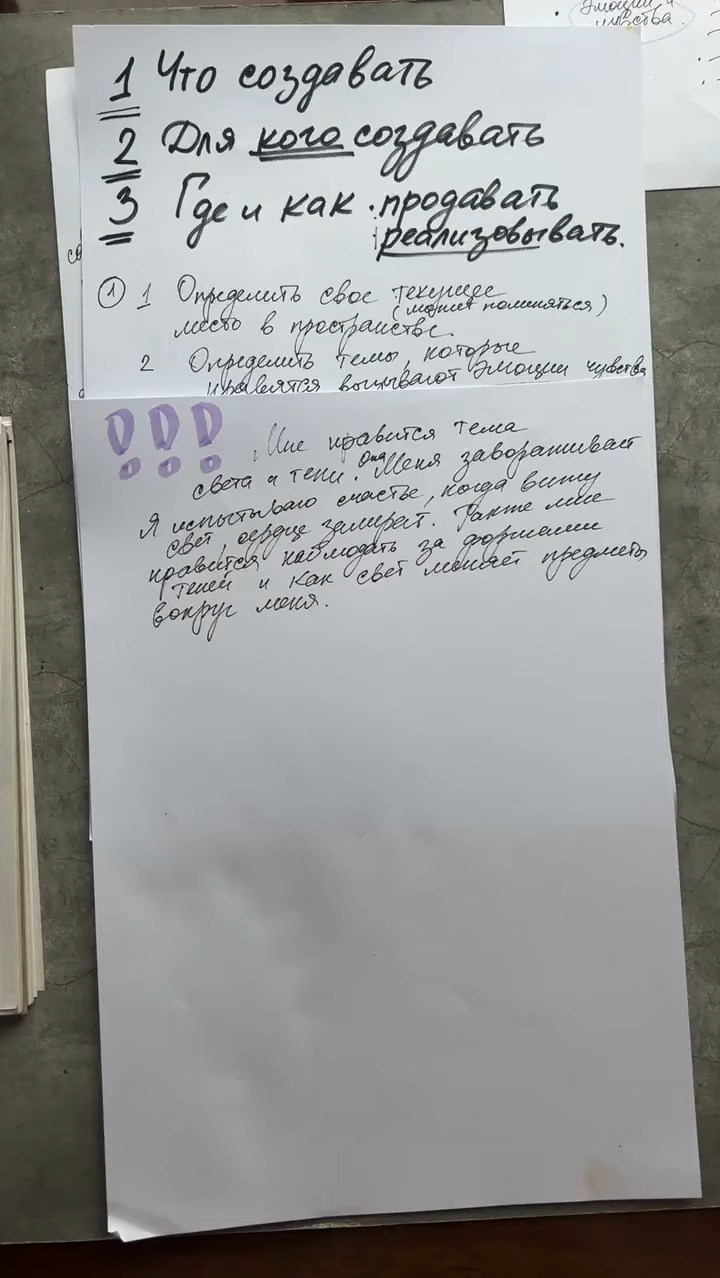 Эмоции и
чувства.
1 Что создавать
2 Для кого создавать
3 Где и как продавать
реализовывать.
1 1 Определить свое текущее
(может поменяться)
место в пространстве.
2 Определить темы, которые
нравятся вызывают эмоции чувства
!!! Мне нравится тема
света и тени. Она Меня завораживает
Я испытываю счастье, когда вижу
свет, сердце замирает. Также мне
нравится наблюдать за формами
теней и как свет меняет предметы
вокруг меня.